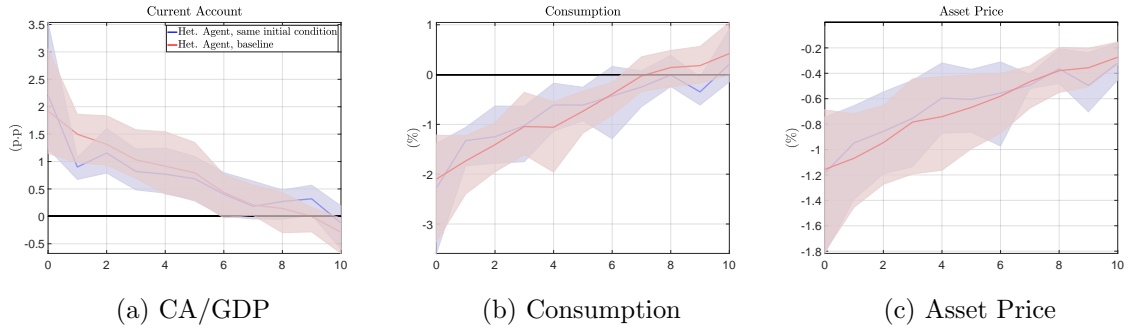 Current Account
Het. Agent, same initial condition
Het. Agent, baseline
(p.p)
3.5
3
2.5
2
1.5
1
0.5
0
-0.5
0 2 4 6 8 10
(a) CA/GDP
Consumption
(%)
1
0
-1
-2
-3
0 2 4 6 8 10
(b) Consumption
Asset Price
(%)
-0.2
-0.4
-0.6
-0.8
-1
-1.2
-1.4
-1.6
-1.8
0 2 4 6 8 10
(c) Asset Price